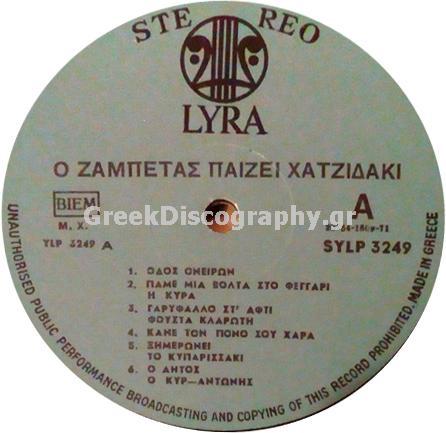 STEREO
LYRA
Ο ΖΑΜΠΕΤΑΣ ΠΑΙΖΕΙ ΧΑΤΖΙΔΑΚΙ
BIEM
Μ. Χ.
YLP 3249 A
GreekDiscography.gr
A
SYLP 3249
1. ΟΔΟΣ ΟΝΕΙΡΩΝ
2. ΠΑΜΕ ΜΙΑ ΒΟΛΤΑ ΣΤΟ ΦΕΓΓΑΡΙ
Η ΚΥΡΑ
3. ΓΑΡΥΦΑΛΛΟ ΣΤ' ΑΦΤΙ
ΦΟΥΣΤΑ ΚΛΑΡΩΤΗ
4. ΚΑΝΕ ΤΟΝ ΠΟΝΟ ΣΟΥ ΧΑΡΑ
5. ΞΗΜΕΡΩΝΕΙ
ΤΟ ΚΥΠΑΡΙΣΣΑΚΙ
6. Ο ΑΗΤΟΣ
Ο ΚΥΡ-ΑΝΤΩΝΗΣ
UNAUTHORISED PUBLIC PERFORMANCE BROADCASTING AND COPYING OF THIS RECORD PROHIBITED. MADE IN GREECE